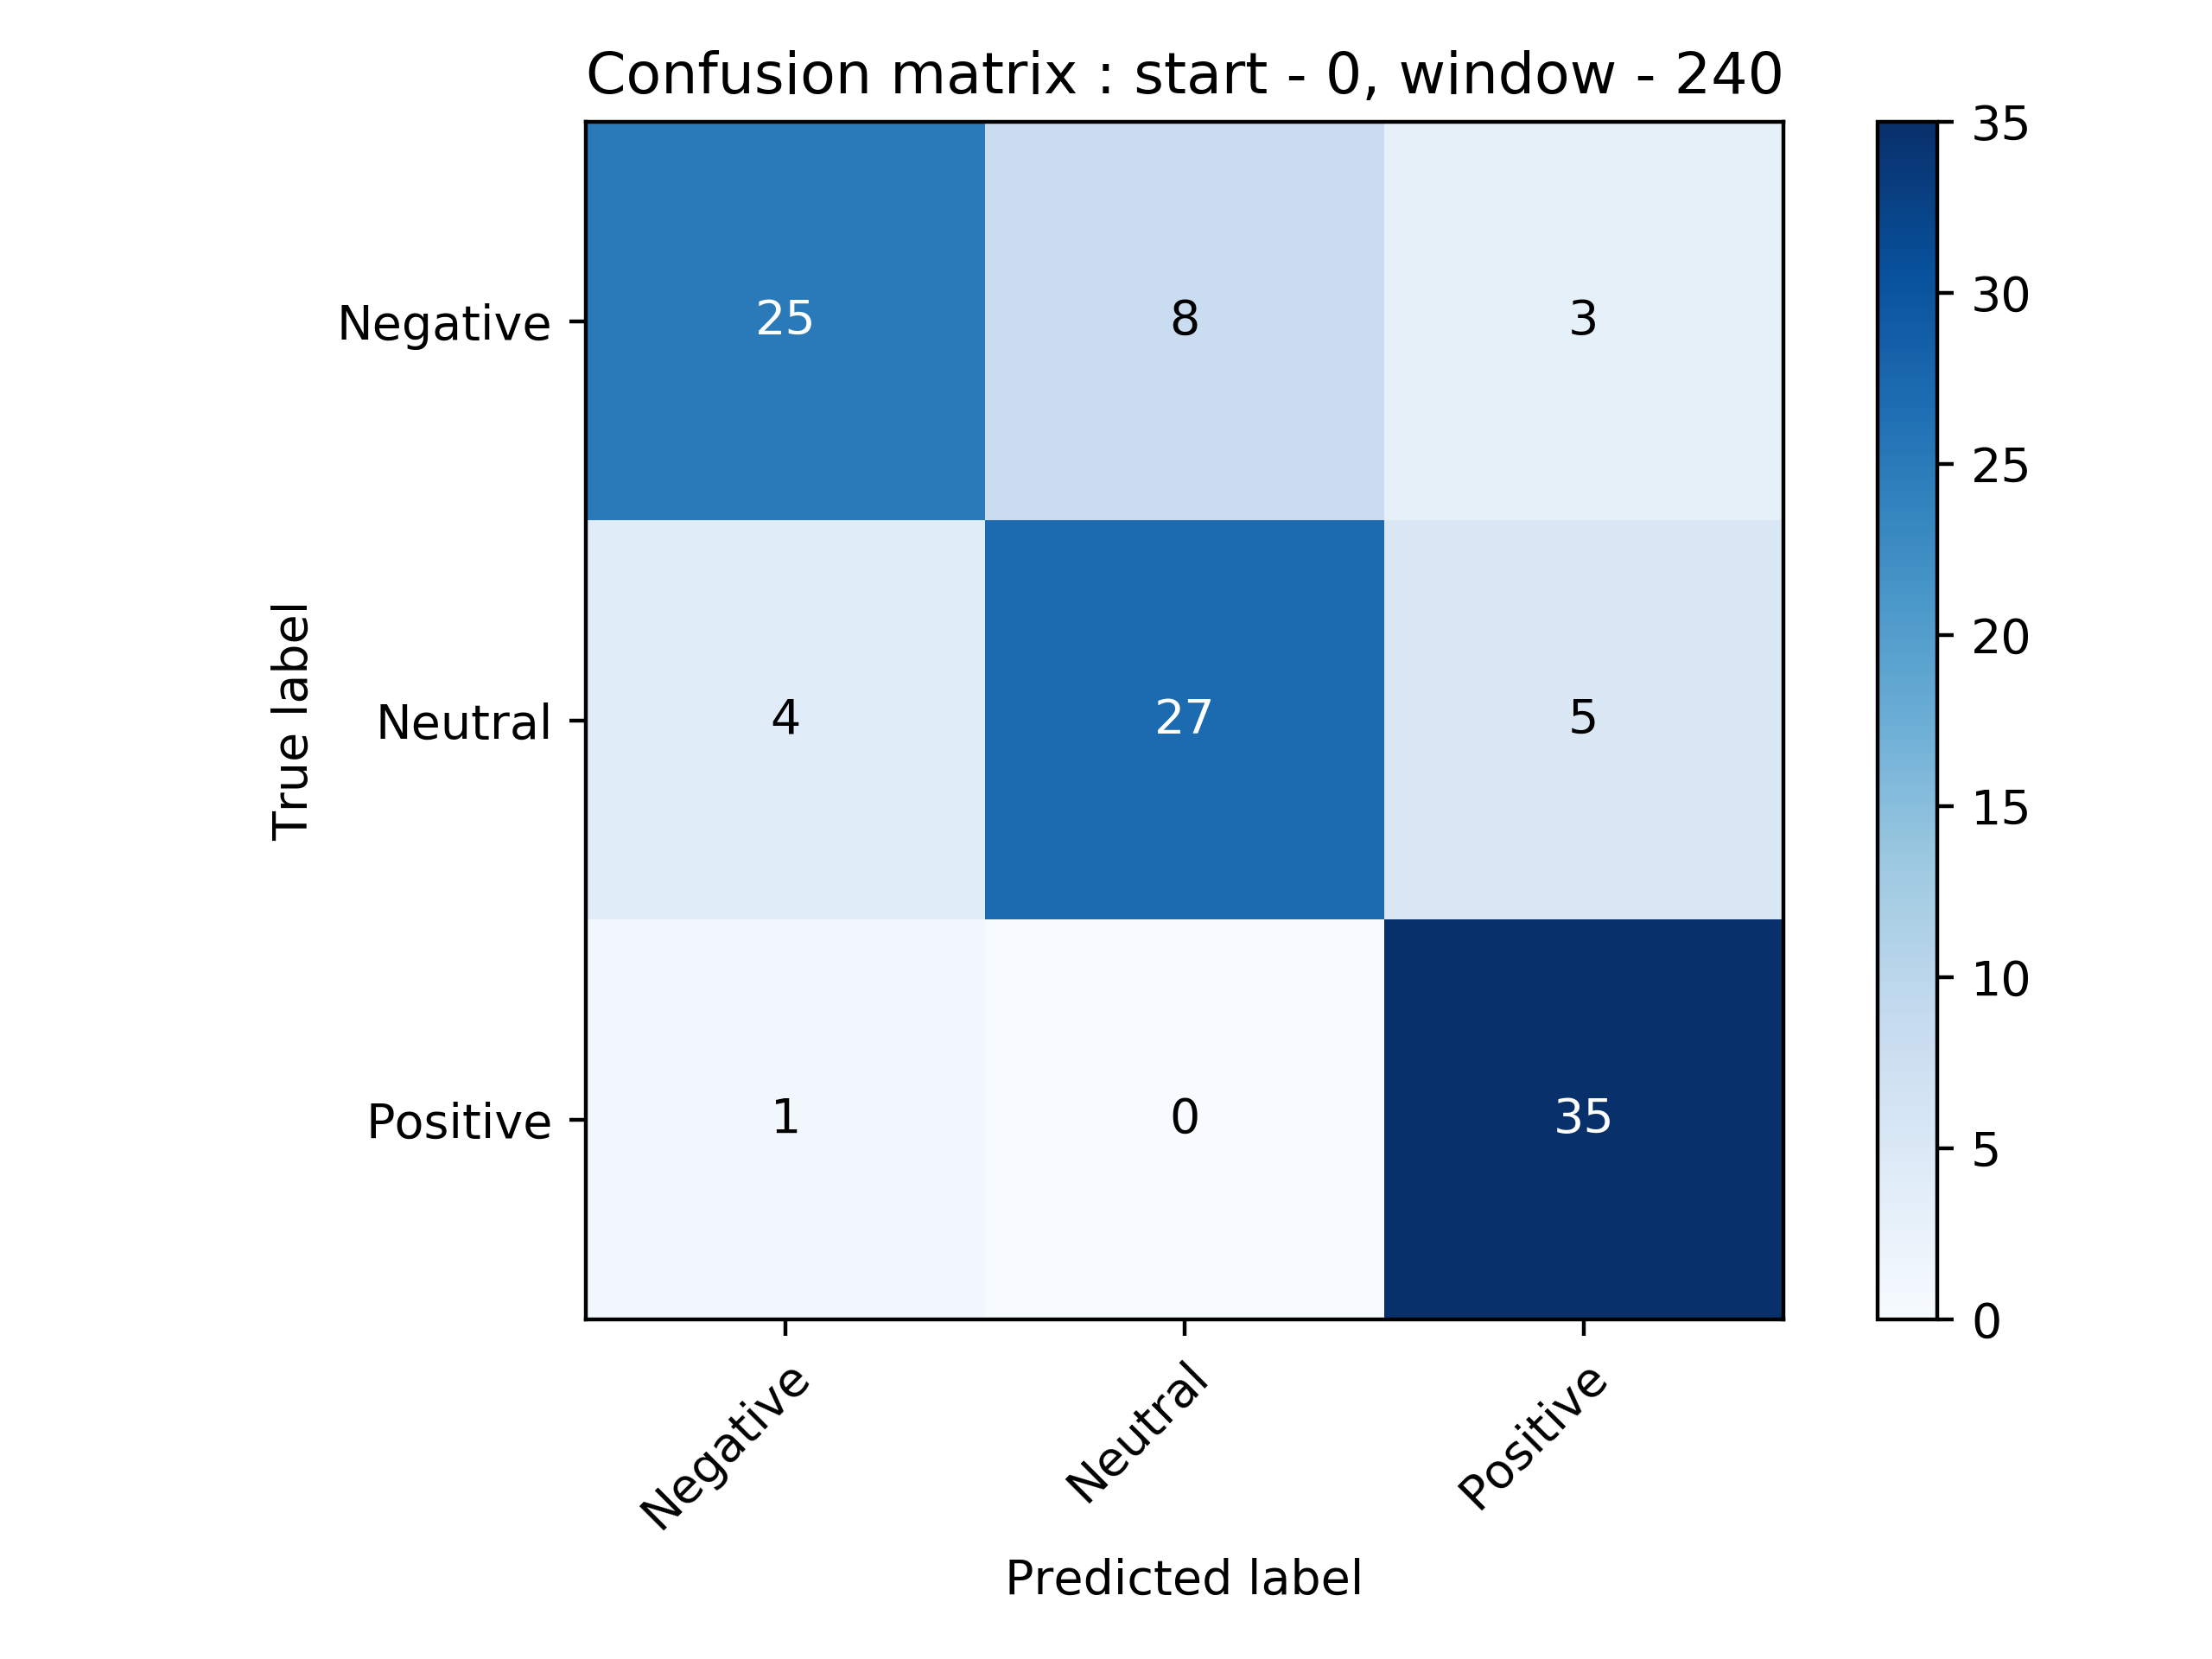 Confusion matrix : start - 0, window - 240
True label
Negative
Neutral
Positive
25 8 3
4 27 5
1 0 35
Negative Neutral Positive
Predicted label
35
30
25
20
15
10
5
0